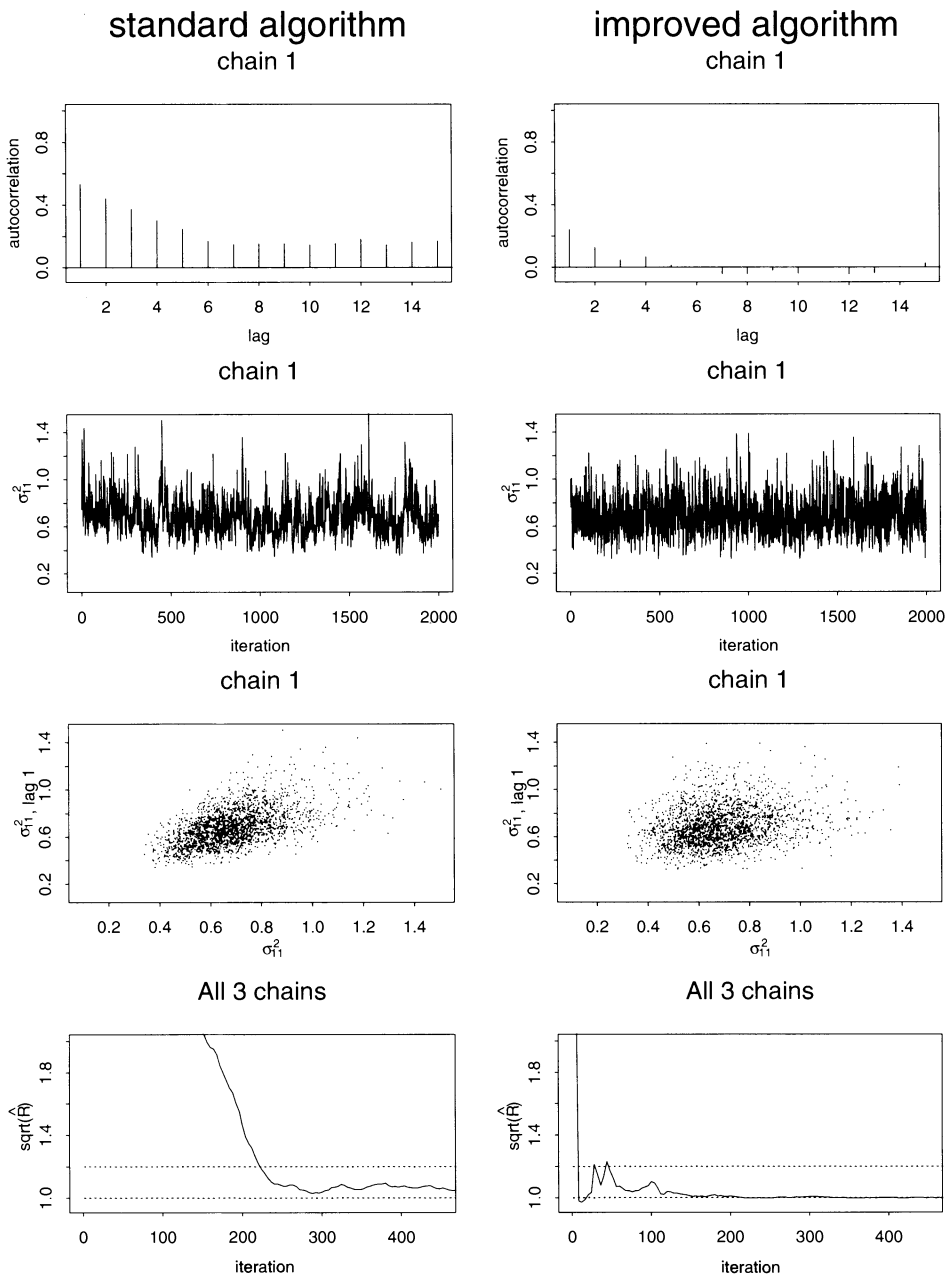 standard algorithm
chain 1
autocorrelation
0.0 0.4 0.8
2 4 6 8 10 12 14
lag
chain 1
σ²₁₁
0.2 0.6 1.0 1.4
0 500 1000 1500 2000
iteration
chain 1
σ²₁₁, lag 1
0.2 0.6 1.0 1.4
0.2 0.4 0.6 0.8 1.0 1.2 1.4
σ²₁₁
All 3 chains
sqrt(R̂)
1.0 1.4 1.8
0 100 200 300 400
iteration
improved algorithm
chain 1
autocorrelation
0.0 0.4 0.8
2 4 6 8 10 12 14
lag
chain 1
σ²₁₁
0.2 0.6 1.0 1.4
0 500 1000 1500 2000
iteration
chain 1
σ²₁₁, lag 1
0.2 0.6 1.0 1.4
0.2 0.4 0.6 0.8 1.0 1.2 1.4
σ²₁₁
All 3 chains
sqrt(R̂)
1.0 1.4 1.8
0 100 200 300 400
iteration